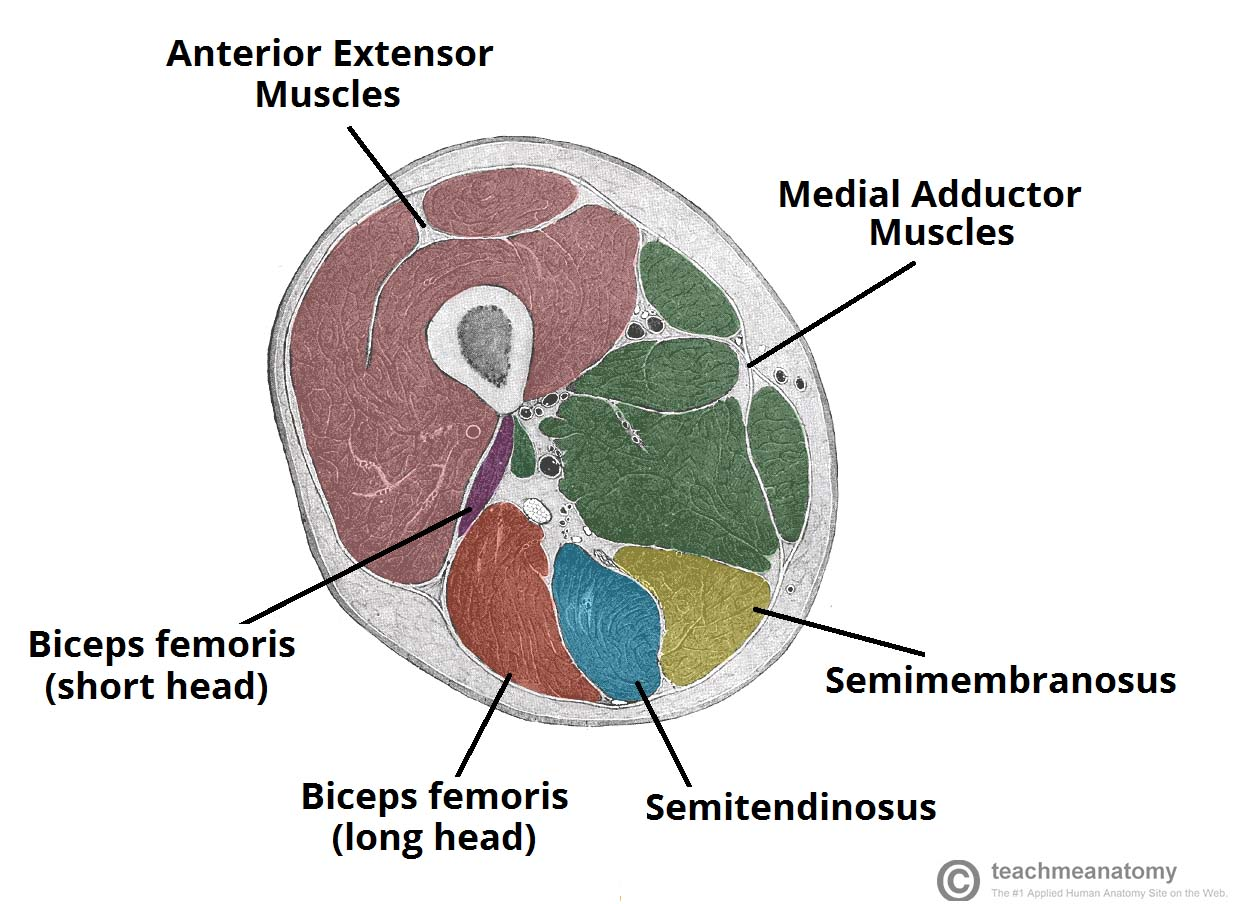 Anterior Extensor
Muscles
Medial Adductor
Muscles
Biceps femoris
(short head)
Semimembranosus
Biceps femoris
(long head)
Semitendinosus
© teachmeanatomy
The #1 Applied Human Anatomy Site on the Web.